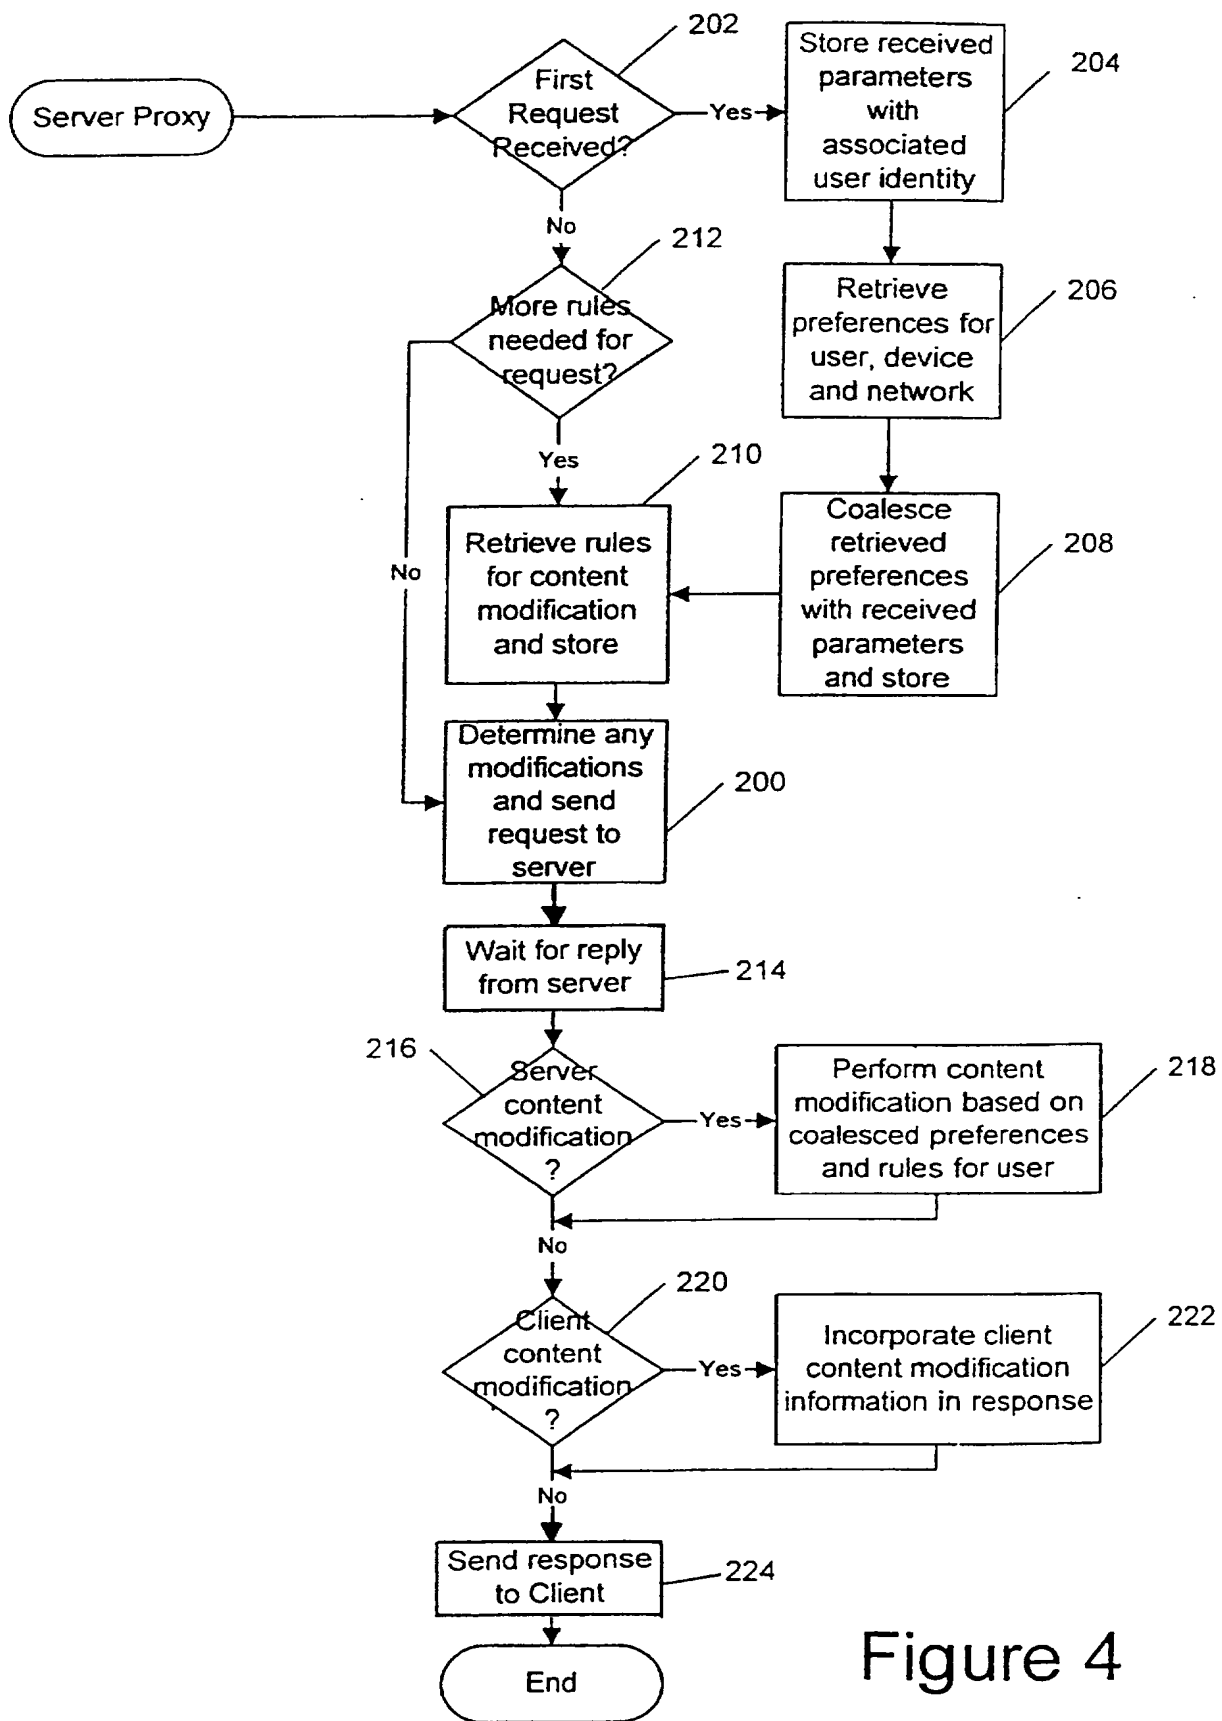 Server Proxy
First
Request
Received?
202
Yes
Store received
parameters
with
associated
user identity
204
No
212
More rules
needed for
request?
Retrieve
preferences for
user, device
and network
206
Yes
210
No
Retrieve rules
for content
modification
and store
Coalesce
retrieved
preferences
with received
parameters
and store
208
Determine any
modifications
and send
request to
server
200
Wait for reply
from server
214
216
Server
content
modification
?
Yes
Perform content
modification based on
coalesced preferences
and rules for user
218
No
220
Client
content
modification
?
Yes
Incorporate client
content modification
information in response
222
No
Send response
to Client
224
End
Figure 4